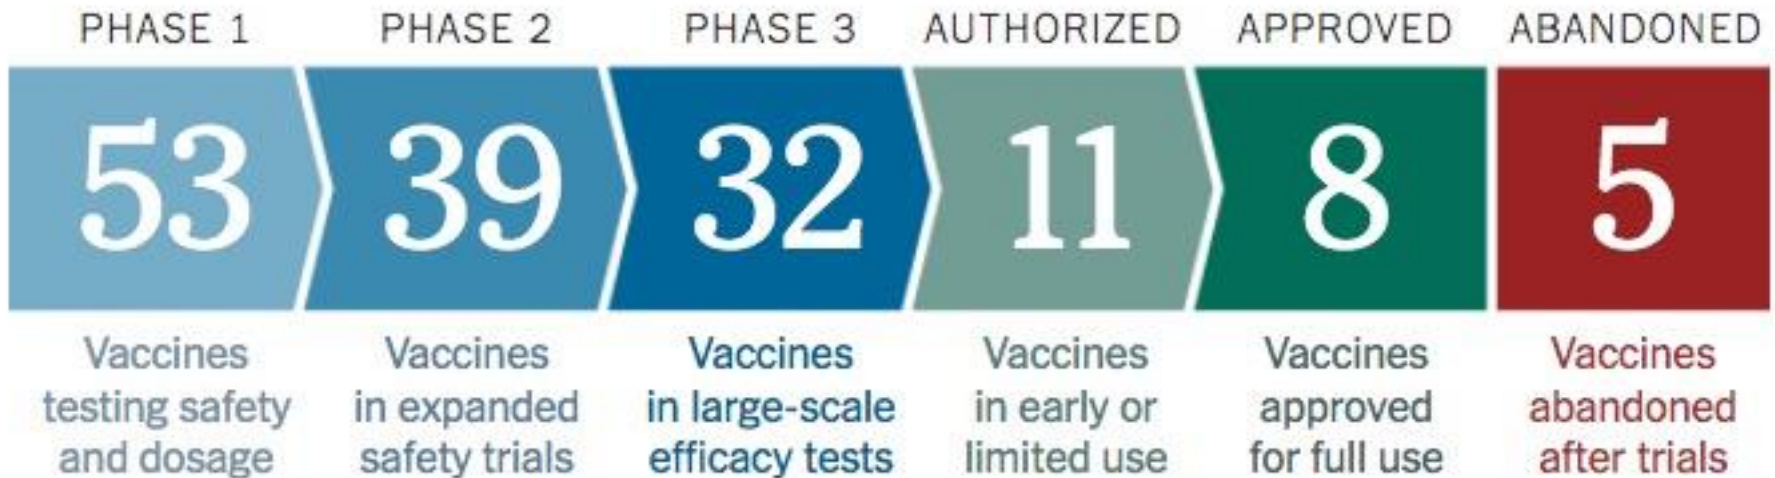 PHASE 1
PHASE 2
PHASE 3
AUTHORIZED
APPROVED
ABANDONED
53
39
32
11
8
5
Vaccines
testing safety
and dosage
Vaccines
in expanded
safety trials
Vaccines
in large-scale
efficacy tests
Vaccines
in early or
limited use
Vaccines
approved
for full use
Vaccines
abandoned
after trials